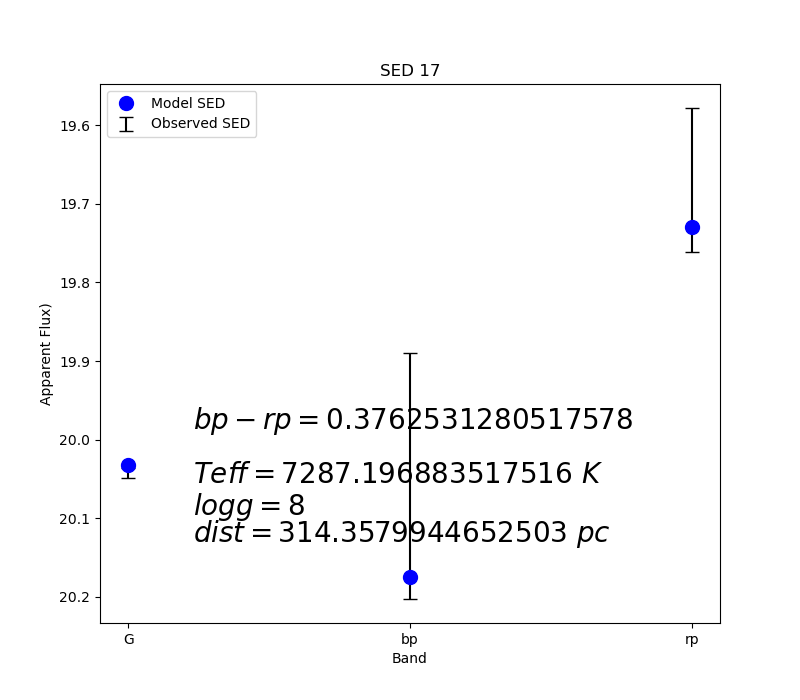 SED 17
Model SED
Observed SED
19.6
19.7
19.8
19.9
20.0
20.1
20.2
Apparent Flux)
bp − rp = 0.3762531280517578
Teff = 7287.196883517516 K
logg = 8
dist = 314.3579944652503 pc
G bp rp
Band